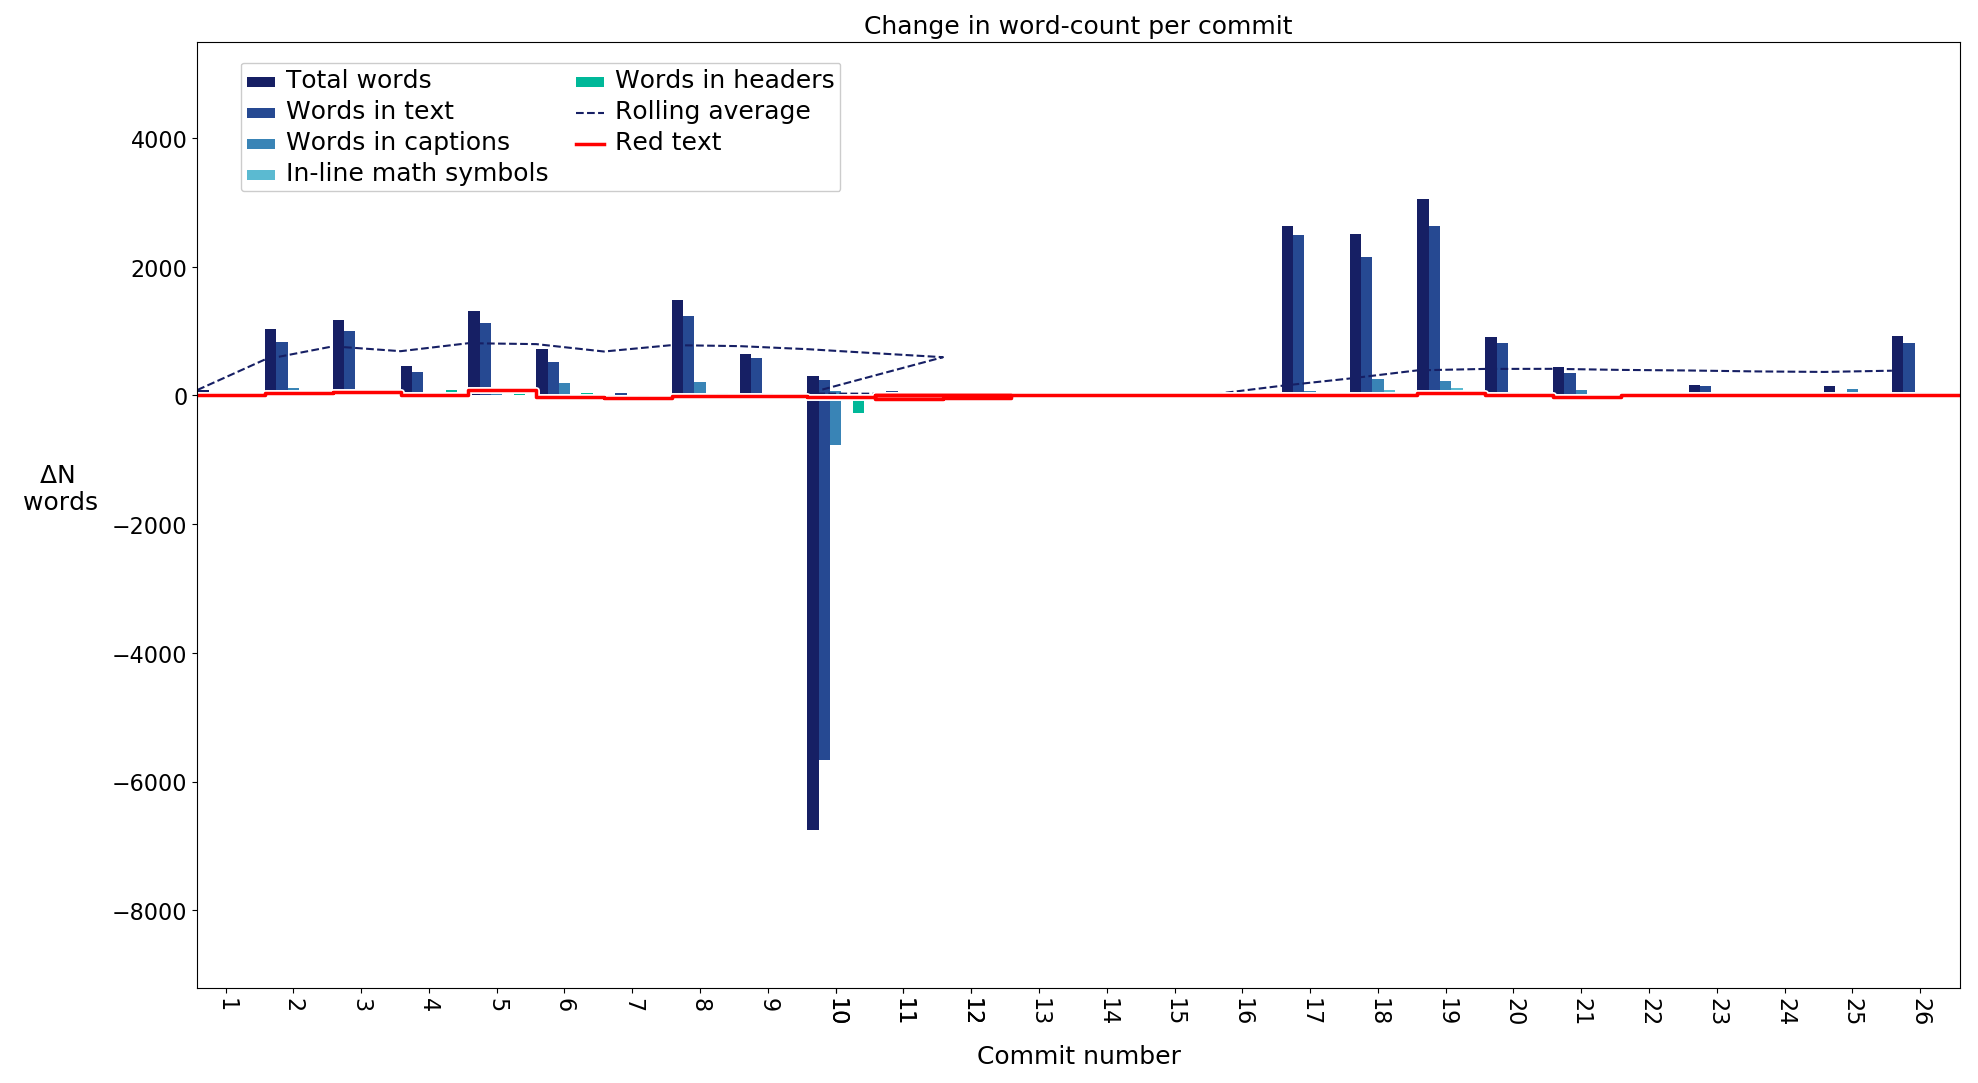 Change in word-count per commit
Total words
Words in text
Words in captions
In-line math symbols
Words in headers
Rolling average
Red text
4000
2000
0
−2000
−4000
−6000
−8000
ΔN
words
1 2 3 4 5 6 7 8 9 10 11 12 13 14 15 16 17 18 19 20 21 22 23 24 25 26
Commit number